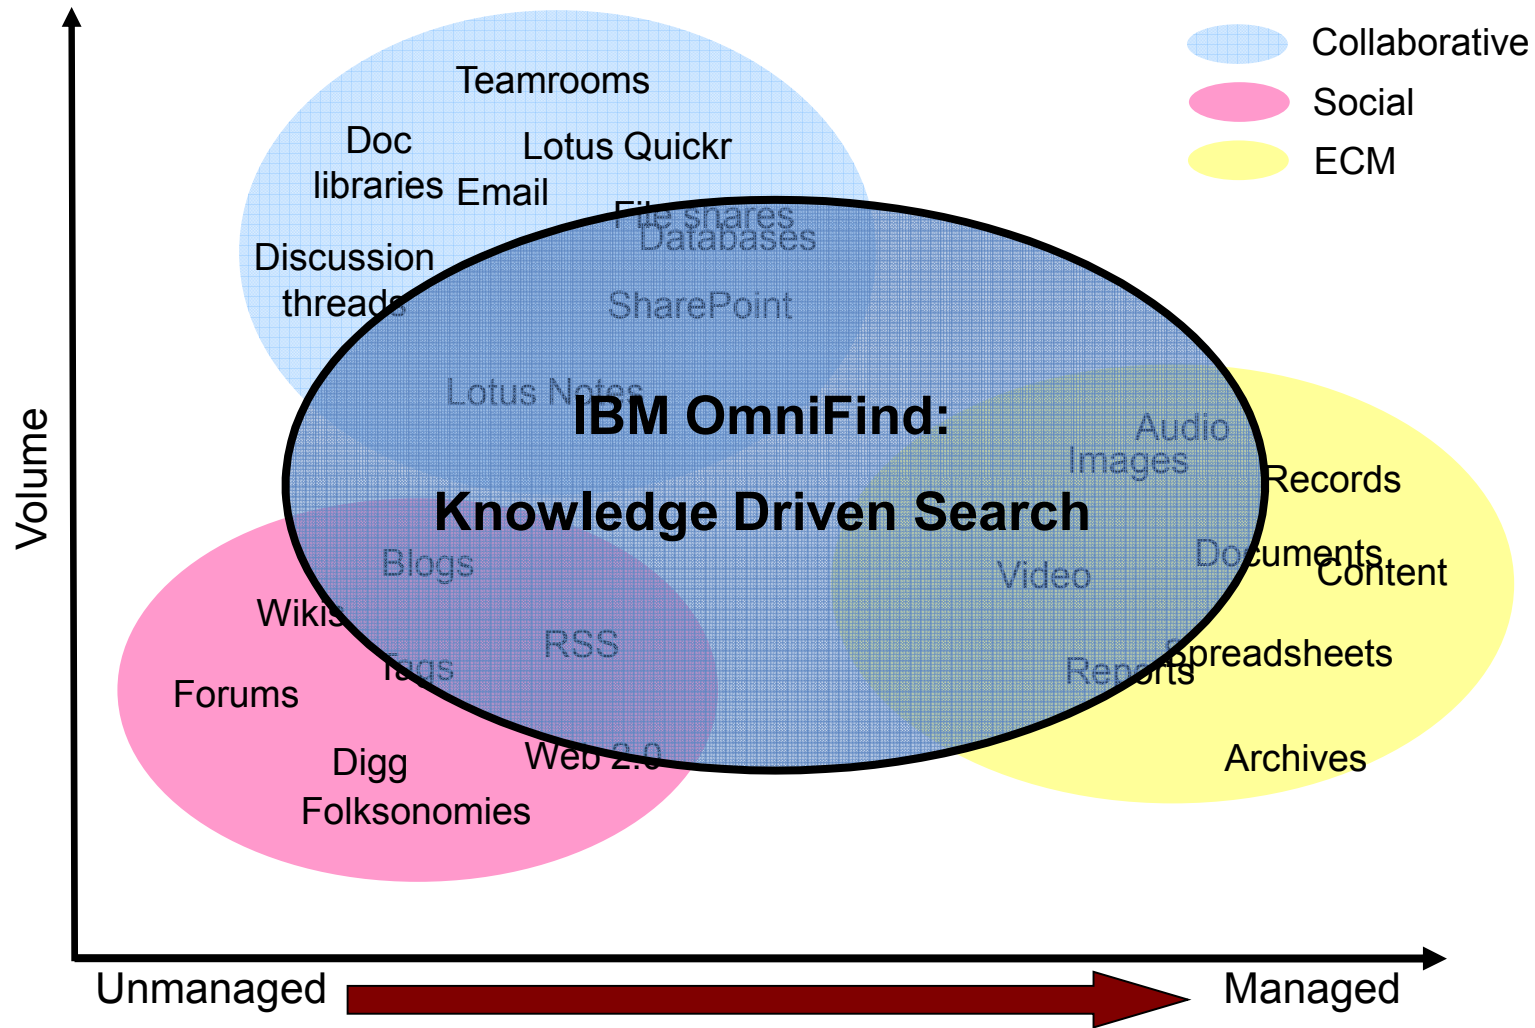 Collaborative
Social
ECM
Teamrooms
Doc
libraries
Lotus Quickr
Email
File shares
Databases
Discussion
threads
SharePoint
Lotus Notes
IBM OmniFind:
Knowledge Driven Search
Audio
Images
Records
Documents
Content
Video
Spreadsheets
Reports
Archives
Blogs
Wikis
RSS
Tags
Forums
Web 2.0
Digg
Folksonomies
Volume
Unmanaged
Managed